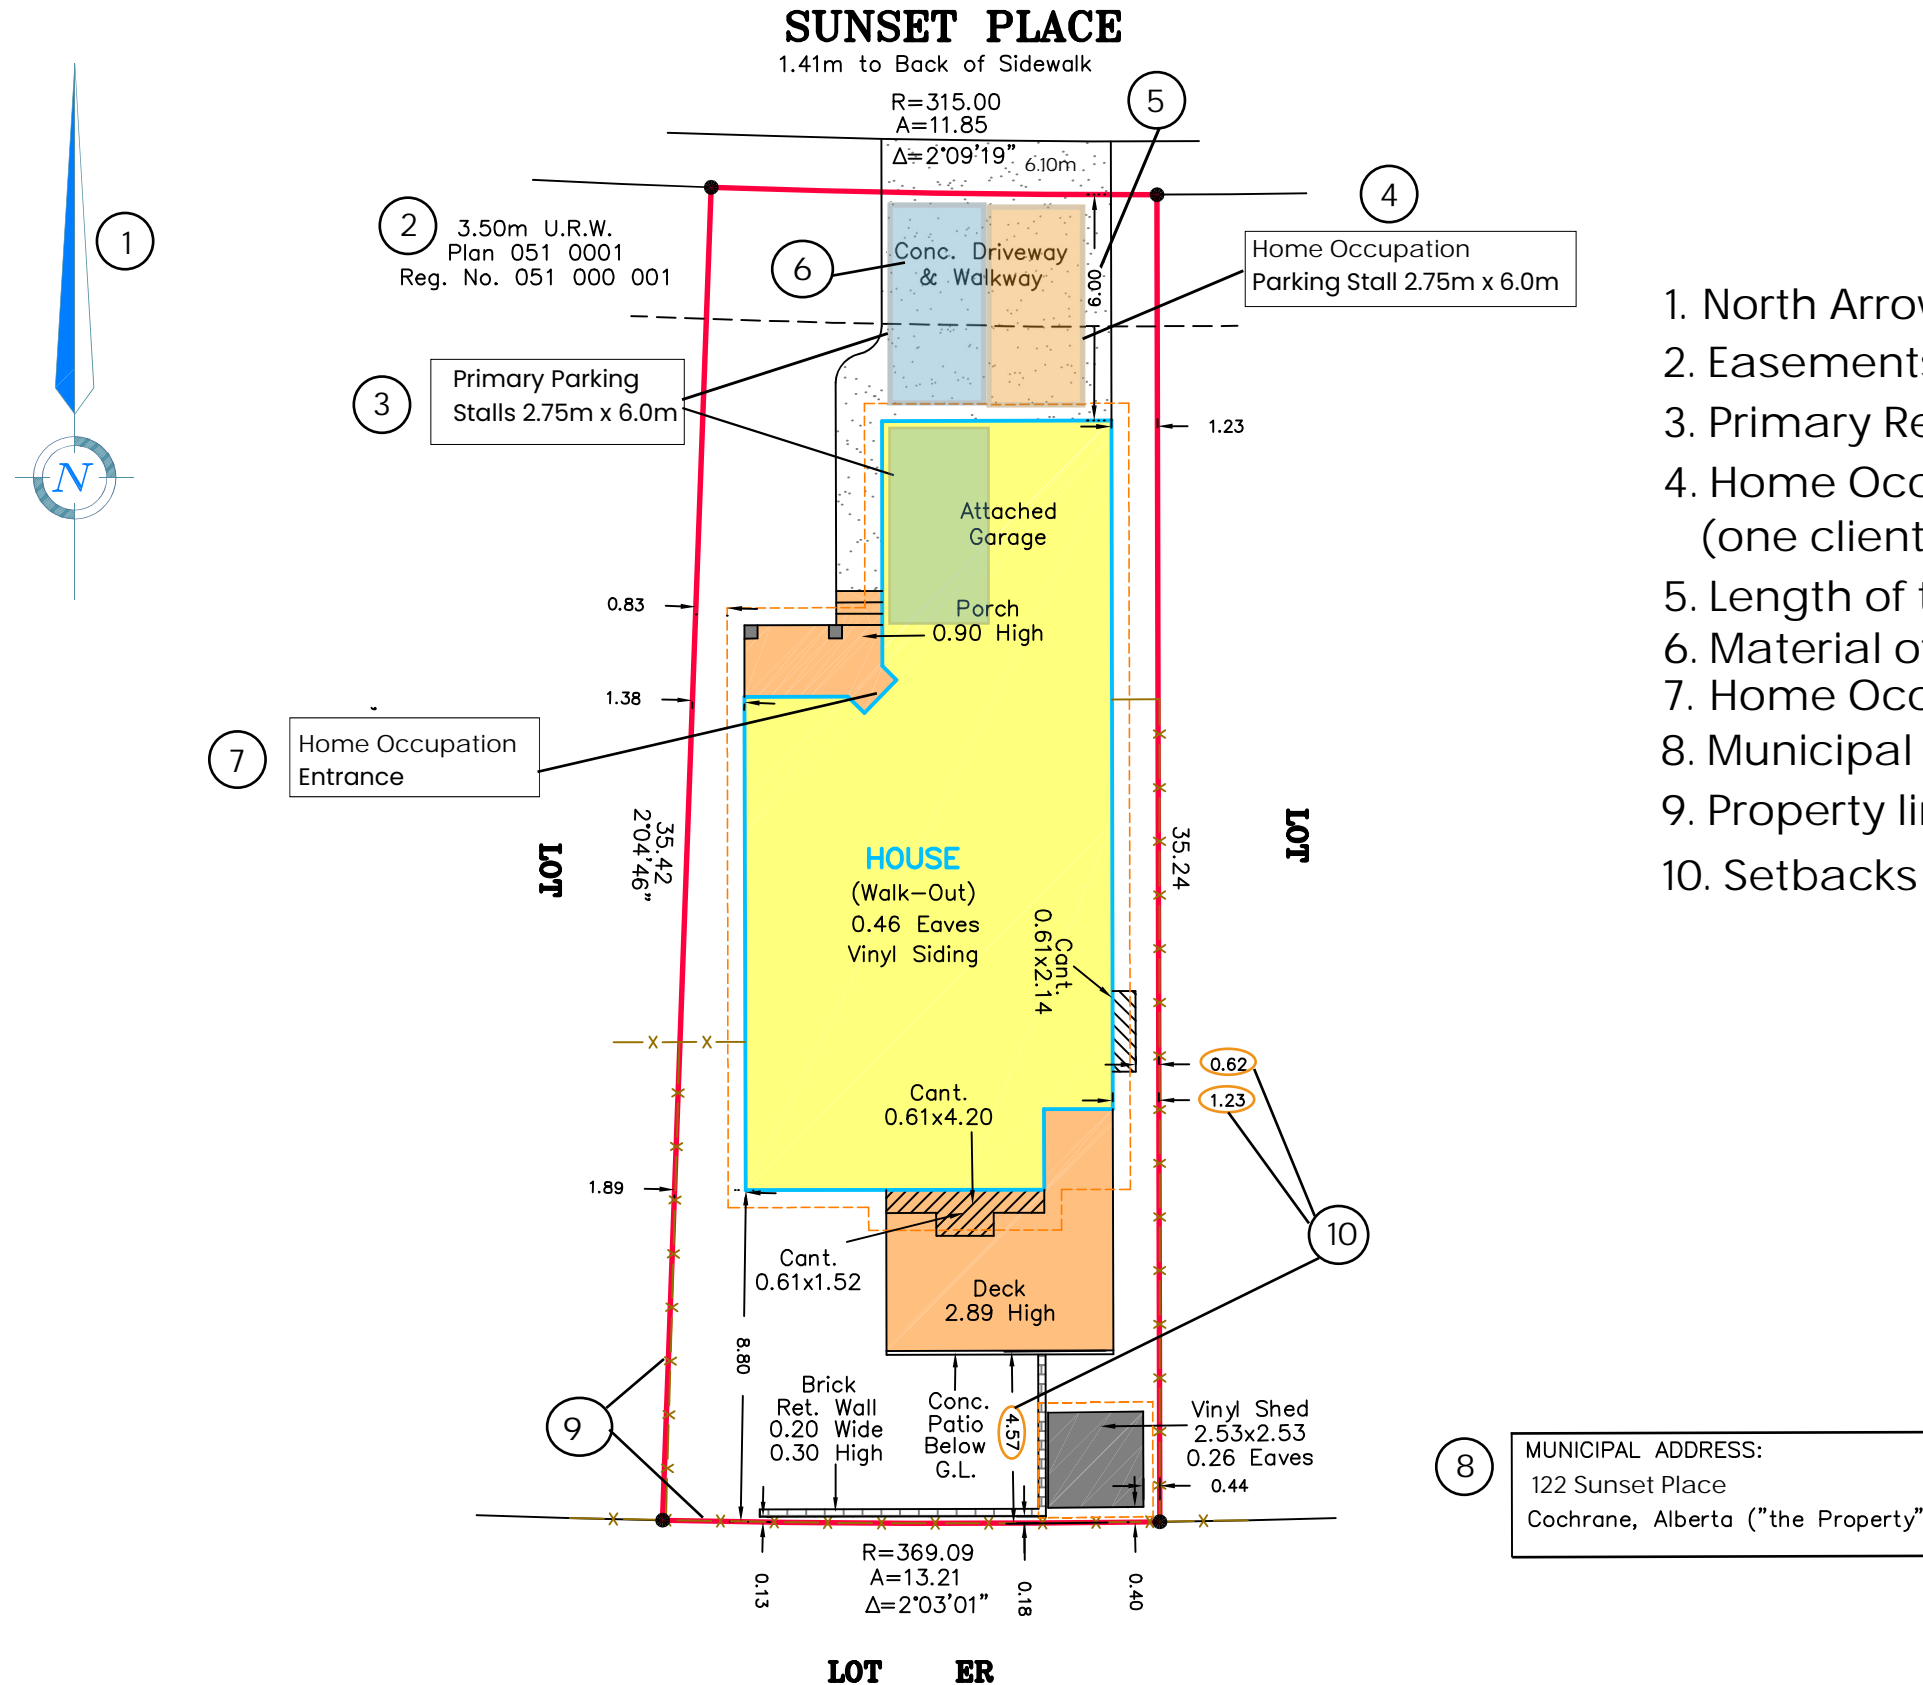 SUNSET PLACE
1.41m to Back of Sidewalk
R=315.00
A=11.85
Δ=2°09'19"
6.10m
5
4
1
2
3.50m U.R.W.
Plan 051 0001
Reg. No. 051 000 001
6
Conc. Driveway
& Walkway
6.00
Home Occupation
Parking Stall 2.75m x 6.0m
3
Primary Parking
Stalls 2.75m x 6.0m
N
1.23
Attached
Garage
0.83
Porch
0.90 High
1.38
7
Home Occupation
Entrance
LOT
35.42
2°04'46"
35.24
LOT
HOUSE
(Walk-Out)
0.46 Eaves
Vinyl Siding
Cant.
0.61x2.14
0.62
1.23
Cant.
0.61x4.20
1.89
10
Cant.
0.61x1.52
Deck
2.89 High
8.80
9
Brick
Ret. Wall
0.20 Wide
0.30 High
Conc.
Patio
Below
G.L.
4.57
Vinyl Shed
2.53x2.53
0.26 Eaves
0.44
R=369.09
A=13.21
Δ=2°03'01"
0.13
0.18
0.40
LOT ER
1. North Arrow
2. Easements
3. Primary Re
4. Home Occ
(one client
5. Length of t
6. Material of
7. Home Occ
8. Municipal
9. Property lin
10. Setbacks
8
MUNICIPAL ADDRESS:
122 Sunset Place
Cochrane, Alberta ("the Property"